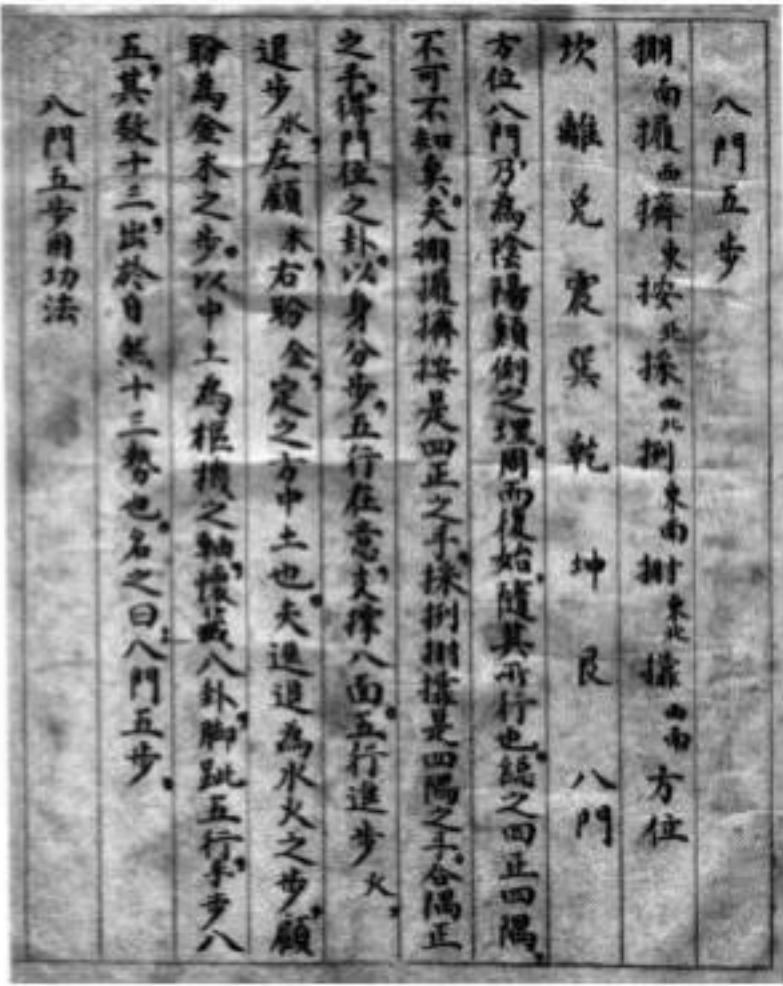 八門五步
掤南攦西擠東按北採西北挒東南掤東北攦西南方位
坎離兌震巽乾坤艮八門
方位八門乃為陰陽顛倒之理周而復始隨其所行也總之四正四隅
不可不知矣夫掤攦擠按是四正之手採挒掤攦是四隅之手合隅正
之手得門位之卦以身分步五行在意支撐八面五行進步火
退步水左顧木右盼金定之方中土也夫進退為水火之步顧
盼為金木之步以中土為樞機之軸懷藏八卦脚跐五行手步八
五其數十三出於自然十三勢也名之曰八門五步
八門五步用功法